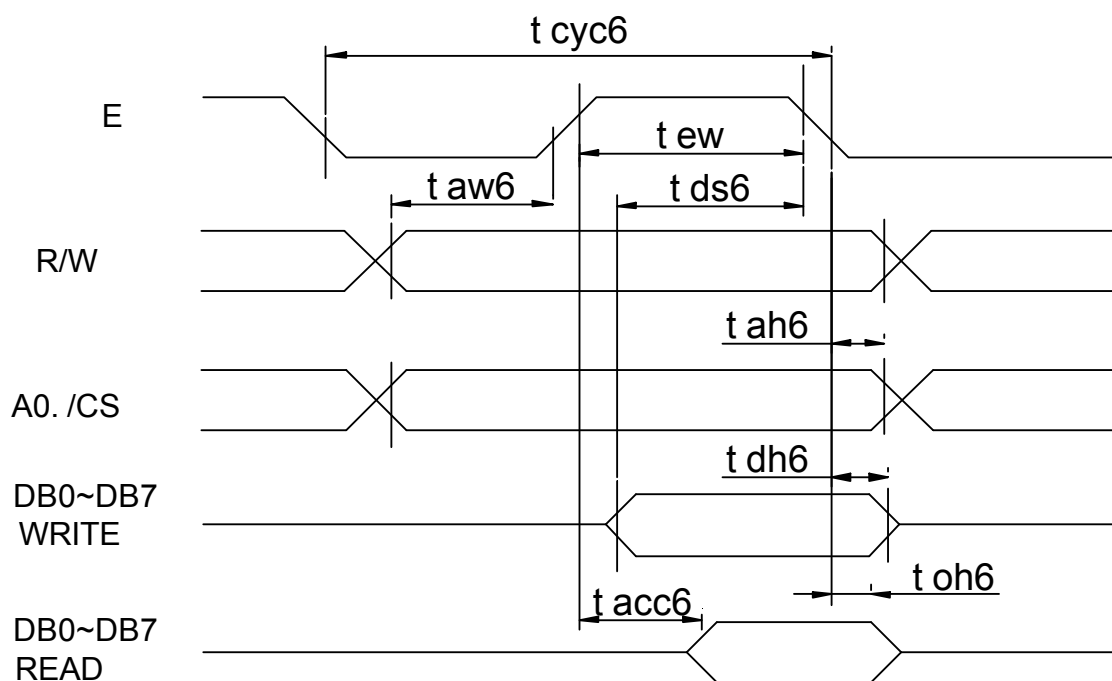 t cyc6
E
t ew
t aw6
t ds6
R/W
t ah6
A0. /CS
t dh6
DB0~DB7
WRITE
t oh6
t acc6
DB0~DB7
READ